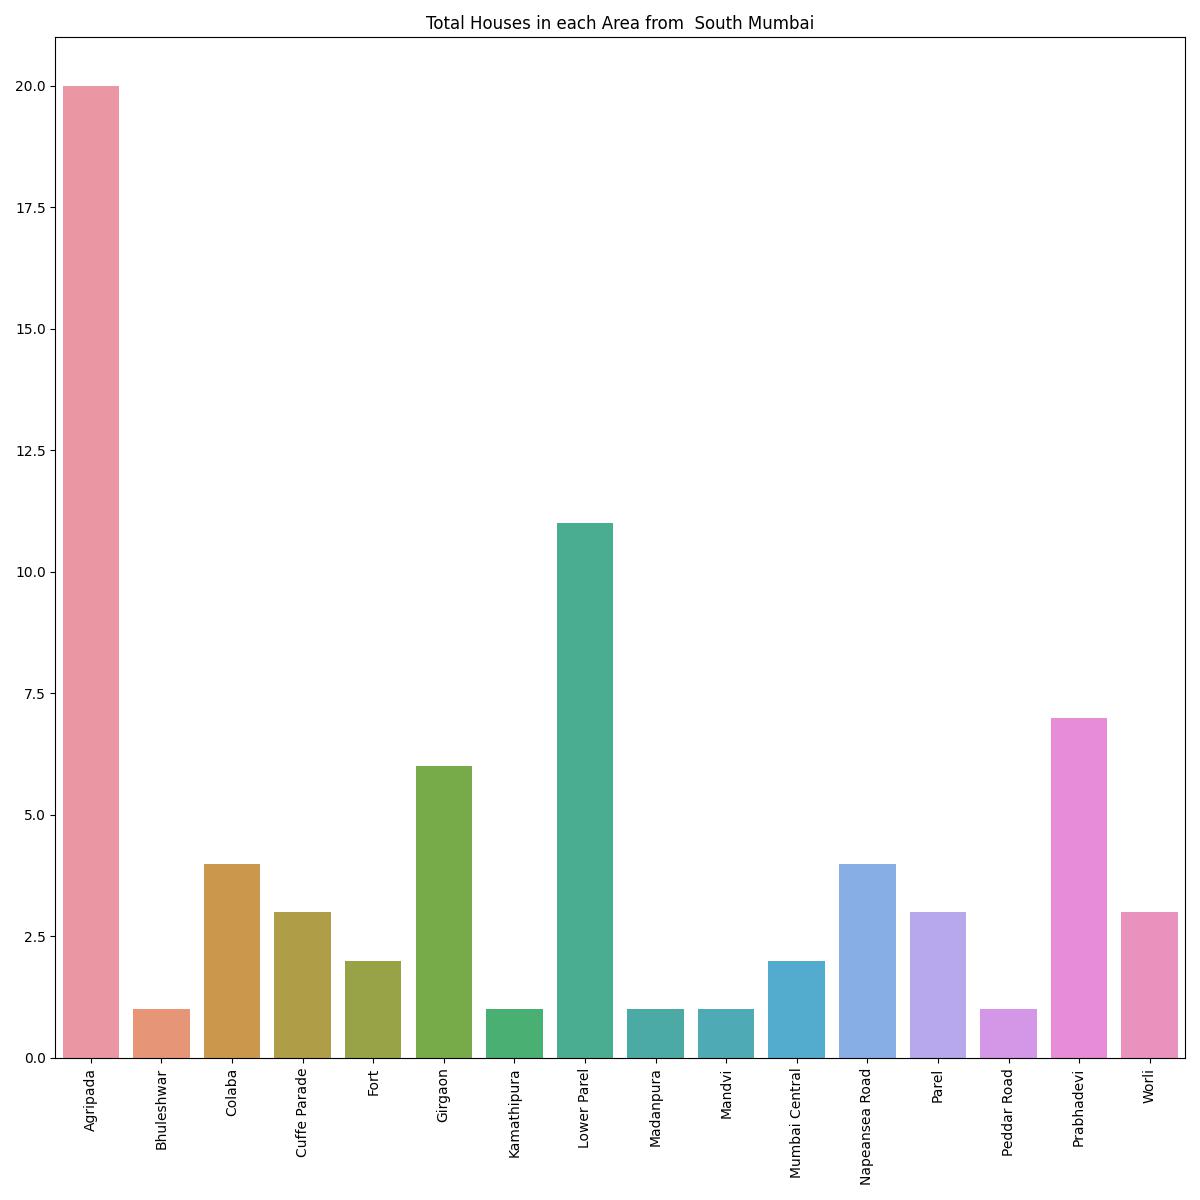 Total Houses in each Area from  South Mumbai
20.0
17.5
15.0
12.5
10.0
7.5
5.0
2.5
0.0
Agripada
Bhuleshwar
Colaba
Cuffe Parade
Fort
Girgaon
Kamathipura
Lower Parel
Madanpura
Mandvi
Mumbai Central
Napeansea Road
Parel
Peddar Road
Prabhadevi
Worli